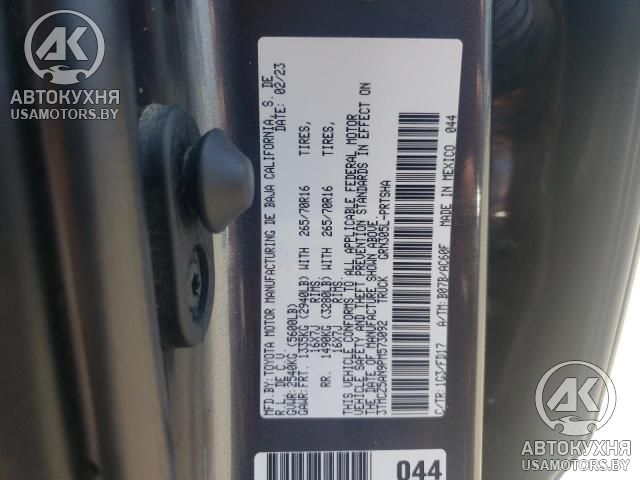 АВТОКУХНЯ
USAMOTORS.BY
MFD.BY:TOYOTA MOTOR MANUFACTURING DE BAJA CALIFORNIA, S. DE
R.L. DE C.V. DATE: 02/23
GVWR: 2540KG (5600LB)
GAWR:FRT. 1335KG (2940LB) WITH 265/70R16 TIRES,
16X7J RIMS,
RR. 1490KG (3280LB) WITH 265/70R16 TIRES,
16X7J RIMS.
THIS VEHICLE CONFORMS TO ALL APPLICABLE FEDERAL MOTOR
VEHICLE SAFETY AND THEFT PREVENTION STANDARDS IN EFFECT ON
THE DATE OF MANUFACTURE SHOWN ABOVE.
3TMCZ5AN9PM573092 TRUCK GRN305L-PRTSHA
C/TR:1G3/FD17 A/TM:B07B/AC60F MADE IN MEXICO 044
044
АВТОКУХНЯ
USAMOTORS.BY